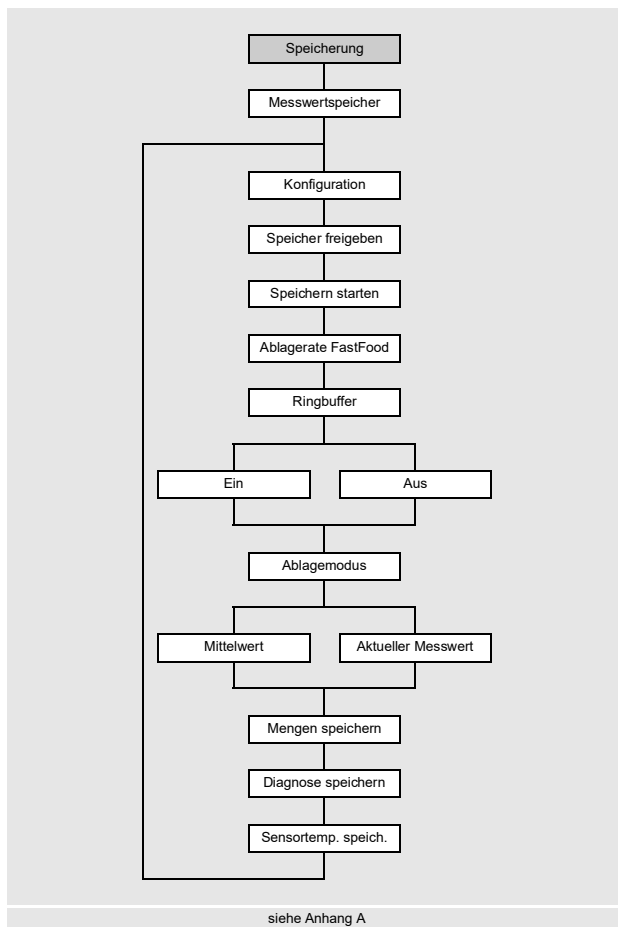 Speicherung
Messwertspeicher
Konfiguration
Speicher freigeben
Speichern starten
Ablagerate FastFood
Ringbuffer
Ein
Aus
Ablagemodus
Mittelwert
Aktueller Messwert
Mengen speichern
Diagnose speichern
Sensortemp. speich.
siehe Anhang A